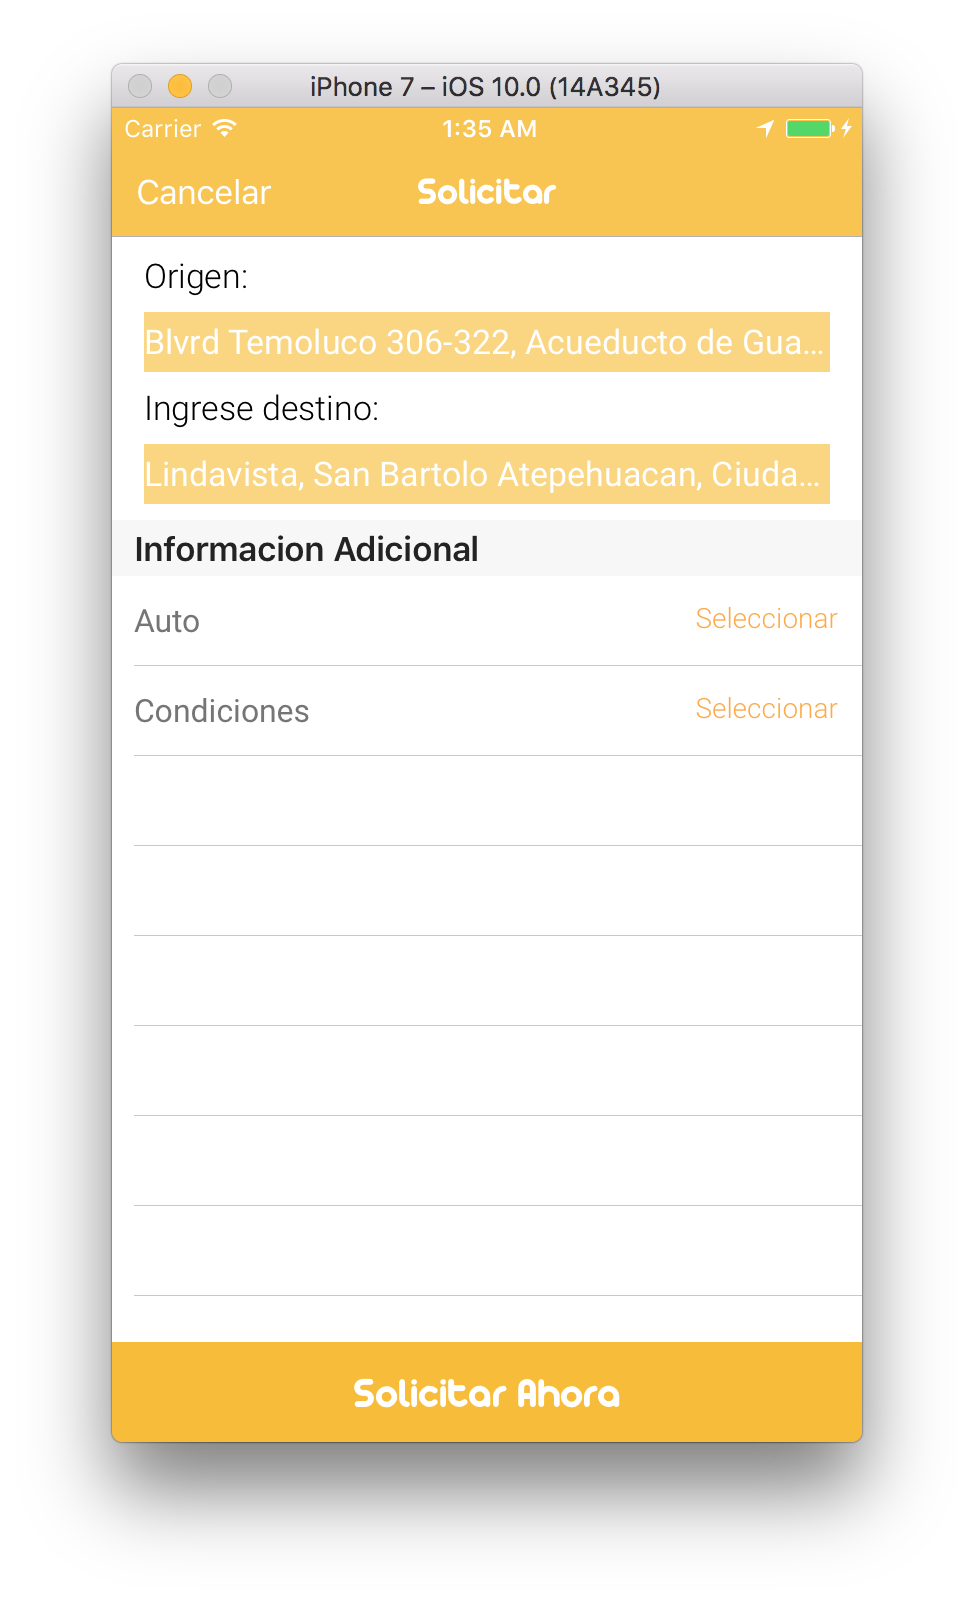 iPhone 7 – iOS 10.0 (14A345)
Carrier 1:35 AM
Cancelar Solicitar
Origen:
Blvrd Temoluco 306-322, Acueducto de Gua...
Ingrese destino:
Lindavista, San Bartolo Atepehuacan, Ciuda...
Informacion Adicional
Auto Seleccionar
Condiciones Seleccionar
Solicitar Ahora